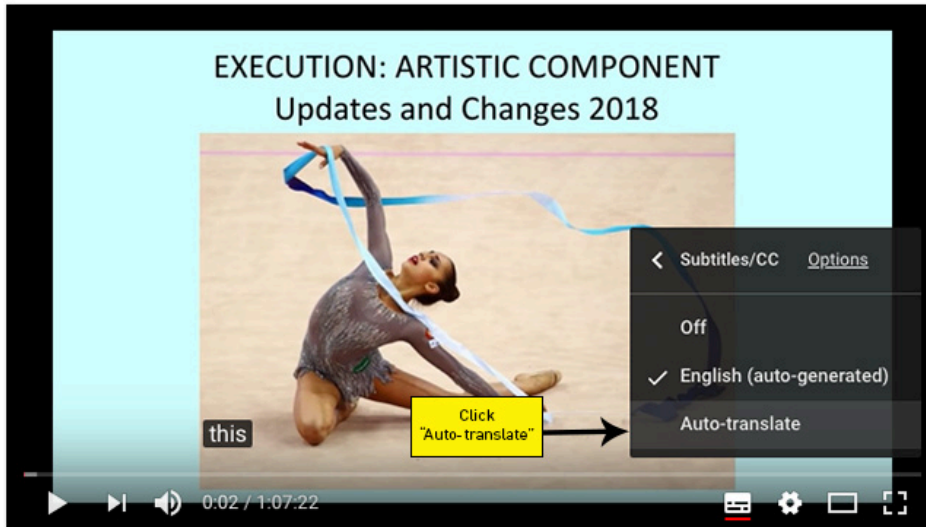 EXECUTION: ARTISTIC COMPONENT
Updates and Changes 2018
Subtitles/CC Options
Off
English (auto-generated)
Auto-translate
Click
"Auto-translate"
this
0:02 / 1:07:22